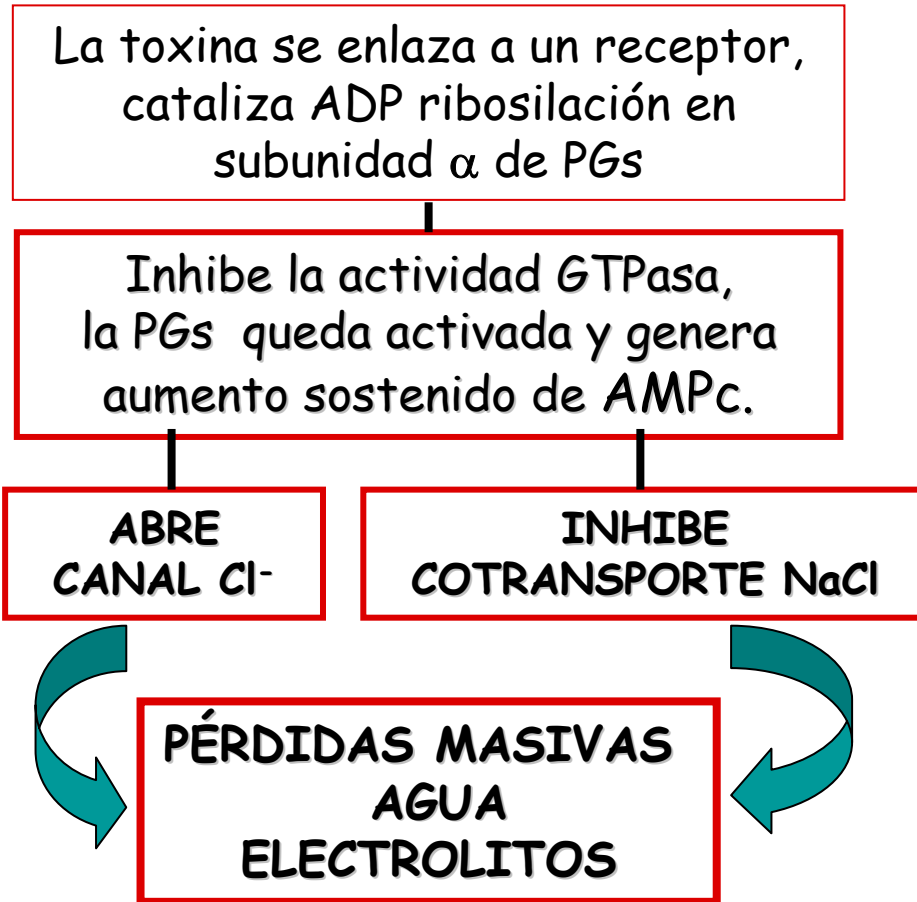 La toxina se enlaza a un receptor,
cataliza ADP ribosilación en
subunidad α de PGs
Inhibe la actividad GTPasa,
la PGs queda activada y genera
aumento sostenido de AMPc.
ABRE
CANAL Cl⁻
INHIBE
COTRANSPORTE NaCl
PÉRDIDAS MASIVAS
AGUA
ELECTROLITOS